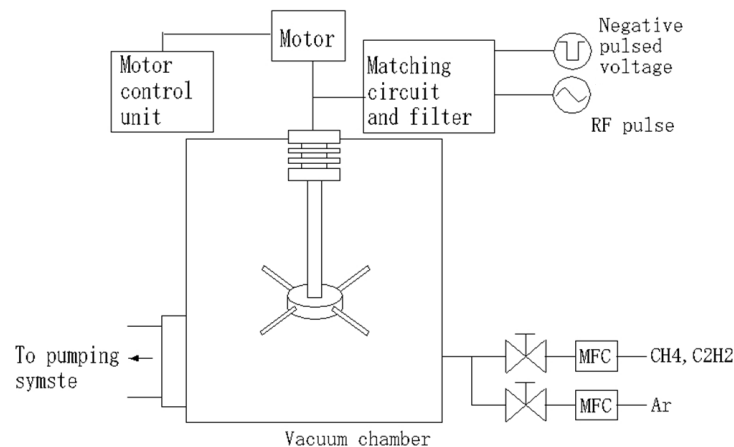 Motor
Motor
control
unit
Matching
circuit
and filter
Negative
pulsed
voltage
RF pulse
To pumping
symste
MFC
CH4, C2H2
MFC
Ar
Vacuum chamber